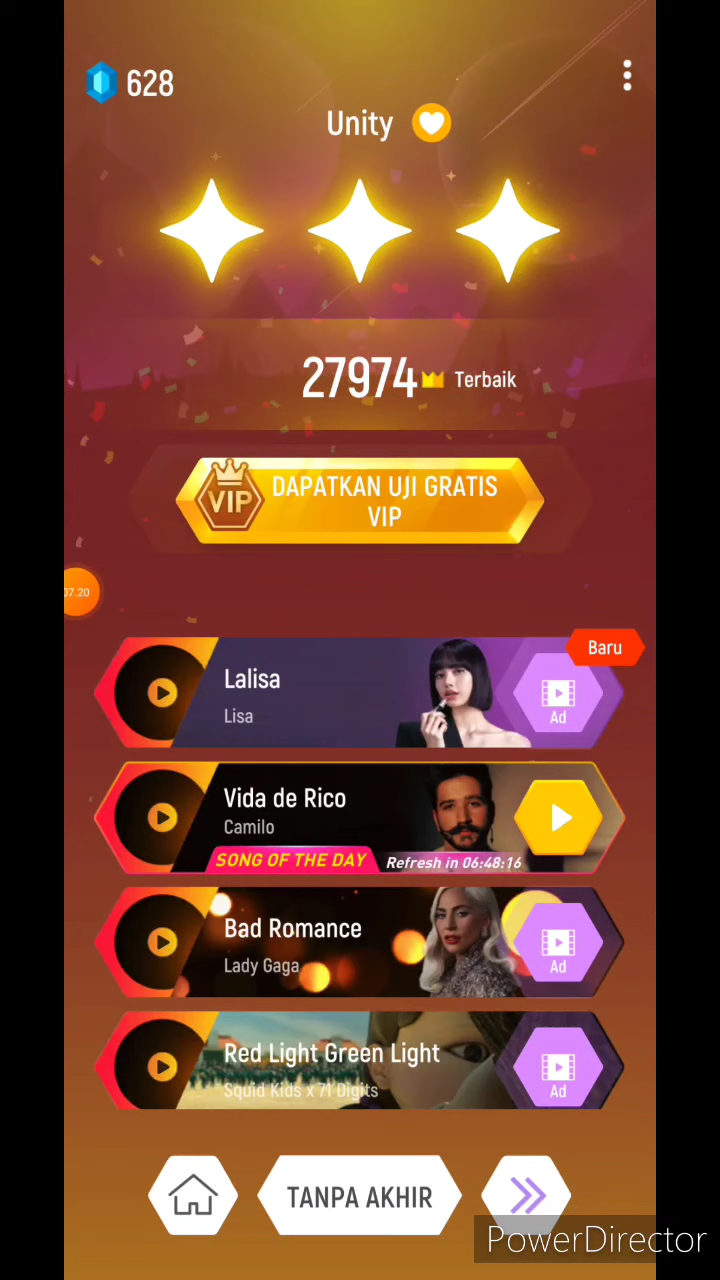 628
Unity
27974 Terbaik
VIP
DAPATKAN UJI GRATIS
VIP
07.20
Baru
Lalisa
Lisa
Ad
Vida de Rico
Camilo
SONG OF THE DAY
Refresh in 06:48:16
Bad Romance
Lady Gaga
Ad
Red Light Green Light
Squid Kids x 71 Digits
Ad
TANPA AKHIR
PowerDirector